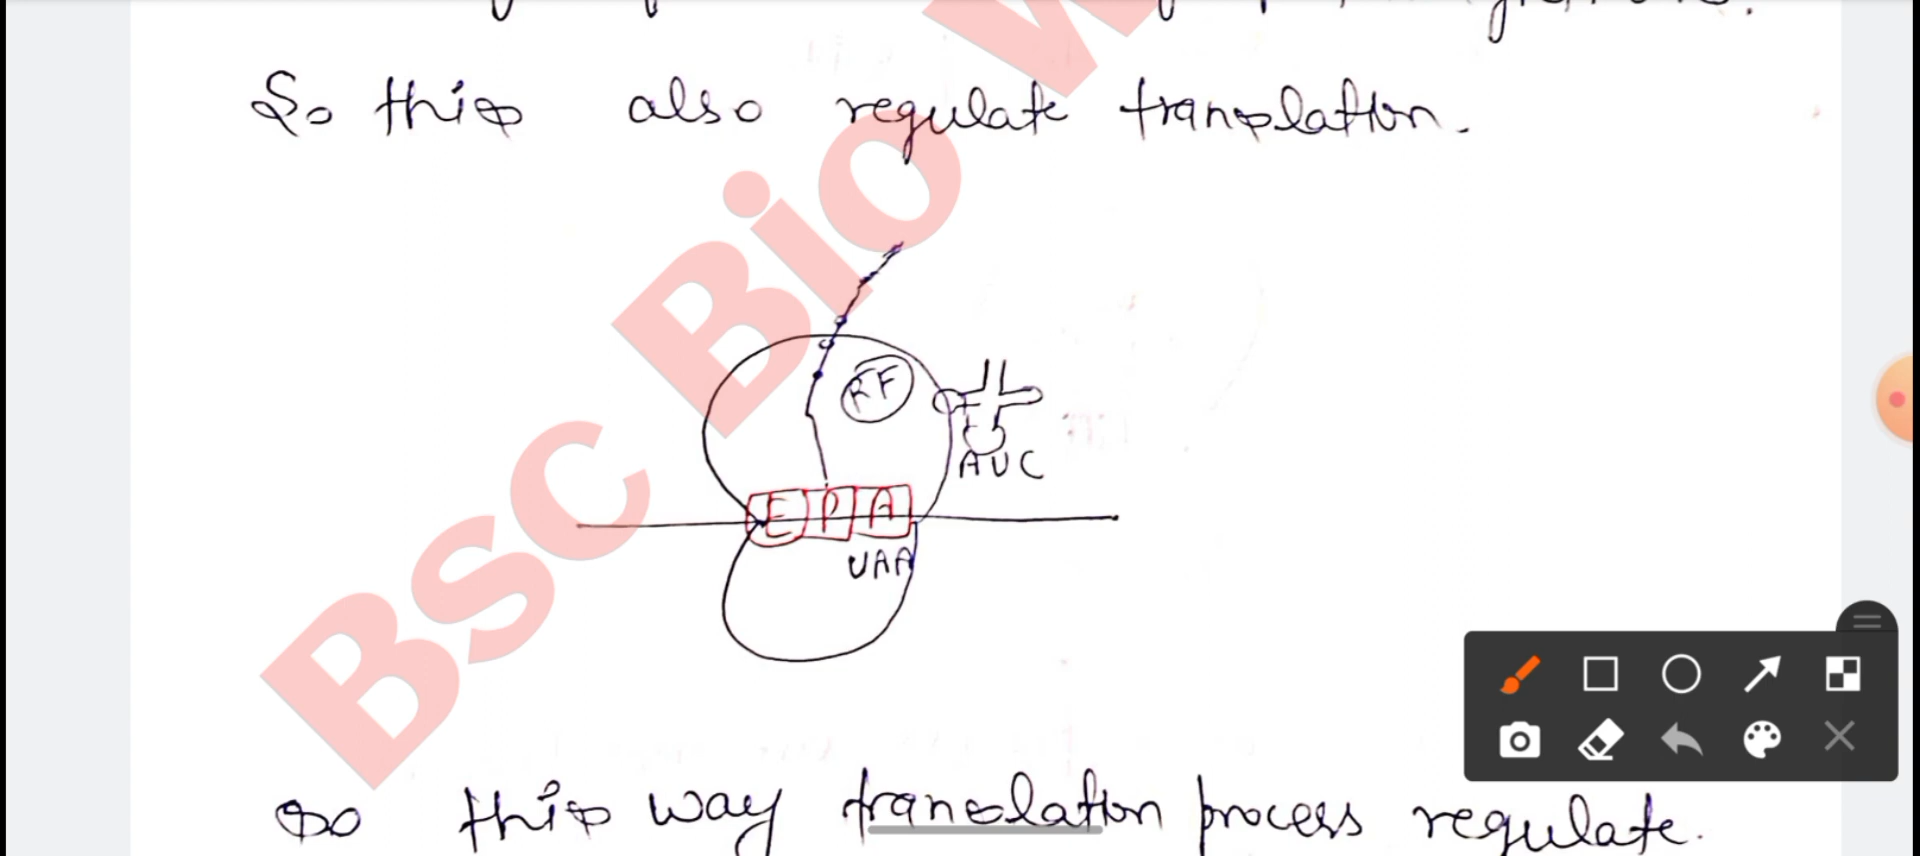 So this also regulate translation.
RF
AUC
E P A
UAA
So this way translation process regulate.
BSc Bio